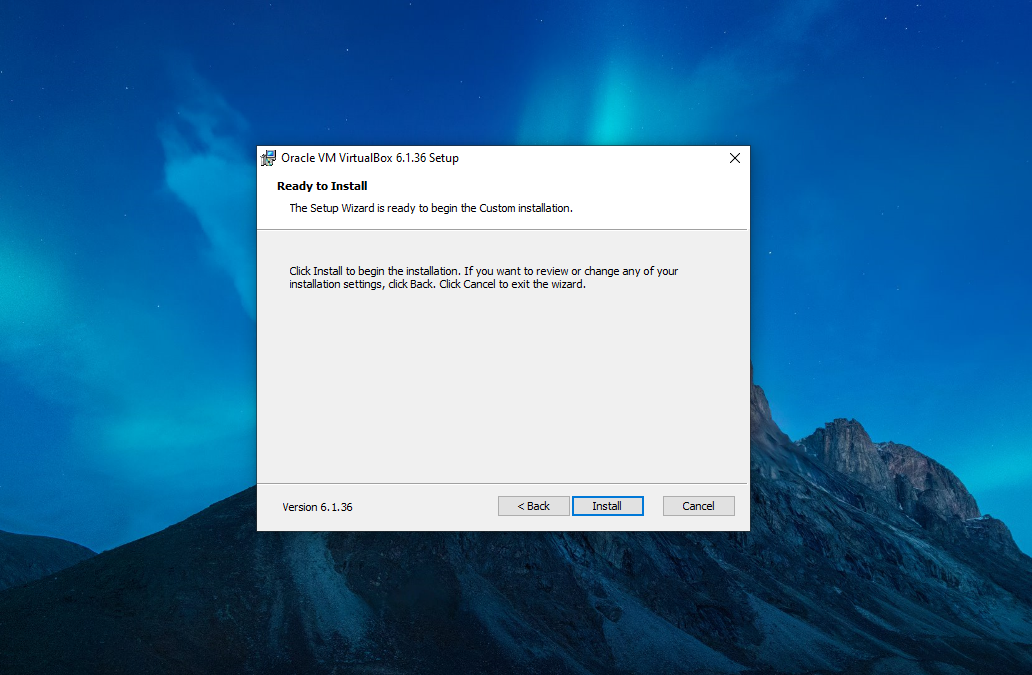 Oracle VM VirtualBox 6.1.36 Setup
Ready to Install
The Setup Wizard is ready to begin the Custom installation.
Click Install to begin the installation. If you want to review or change any of your
installation settings, click Back. Click Cancel to exit the wizard.
Version 6.1.36
< Back
Install
Cancel